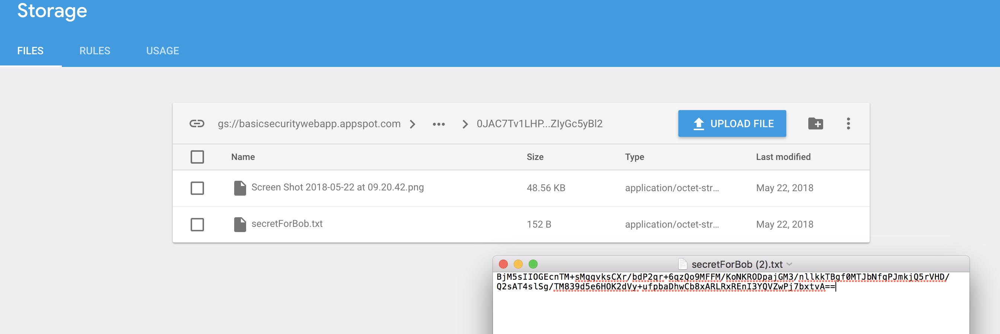 Storage
FILES RULES USAGE
gs://basicsecuritywebapp.appspot.com > ••• > 0JAC7Tv1LHP...ZIyGc5yBl2 UPLOAD FILE
Name Size Type Last modified
Screen Shot 2018-05-22 at 09.20.42.png 48.56 KB application/octet-str... May 22, 2018
secretForBob.txt 152 B application/octet-str... May 22, 2018
secretForBob (2).txt
BjM5sIIOGEcnTM+sMqqvksCXr/bdP2qr+6qzQo9MFFM/KoNKRODpajGM3/nllkkTBgf0MTJbNfqPJmkjQ5rVHD/
Q2sAT4slSg/TM839d5e6HOK2dVy+ufpbaDhwCb8xARLRxREnI3YQVZwPj7bxtvA==